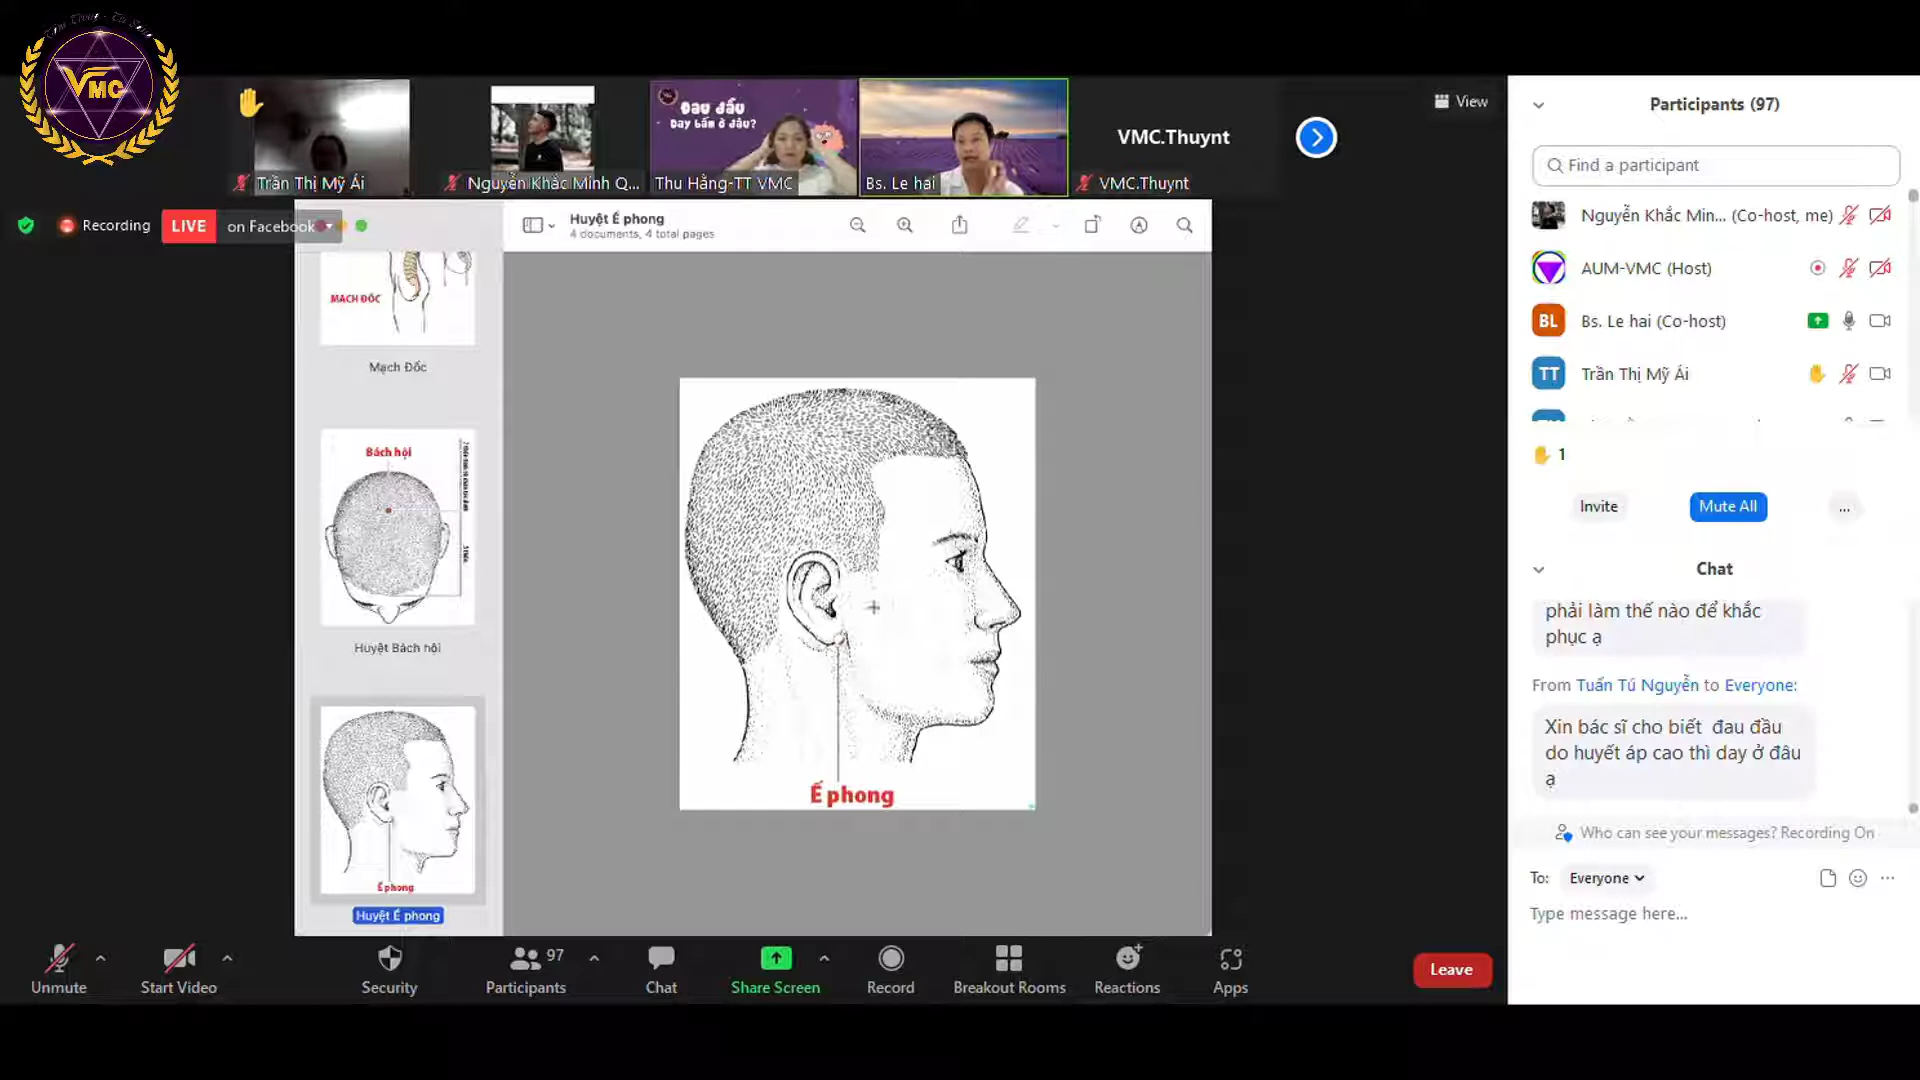 VMC
Đau đầu
Day bấm ở đâu?
VMC.Thuynt
Trần Thị Mỹ Ái
Nguyễn Khắc Minh Q...
Thu Hằng-TT VMC
Bs. Le hai
VMC.Thuynt
View
Recording
LIVE
on Facebook
Huyệt Ế phong
4 documents, 4 total pages
MẠCH ĐỐC
Mạch Đốc
Bách hội
Huyệt Bách hội
Ế phong
Huyệt Ế phong
Ế phong
Participants (97)
Find a participant
Nguyễn Khắc Min... (Co-host, me)
AUM-VMC (Host)
BL
Bs. Le hai (Co-host)
TT
Trần Thị Mỹ Ái
1
Invite
Mute All
...
Chat
phải làm thế nào để khắc
phục ạ
From Tuấn Tú Nguyễn to Everyone:
Xin bác sĩ cho biết đau đầu
do huyết áp cao thì day ở đâu
ạ
Who can see your messages? Recording On
To: Everyone
Type message here...
Unmute
Start Video
Security
Participants
97
Chat
Share Screen
Record
Breakout Rooms
Reactions
Apps
Leave